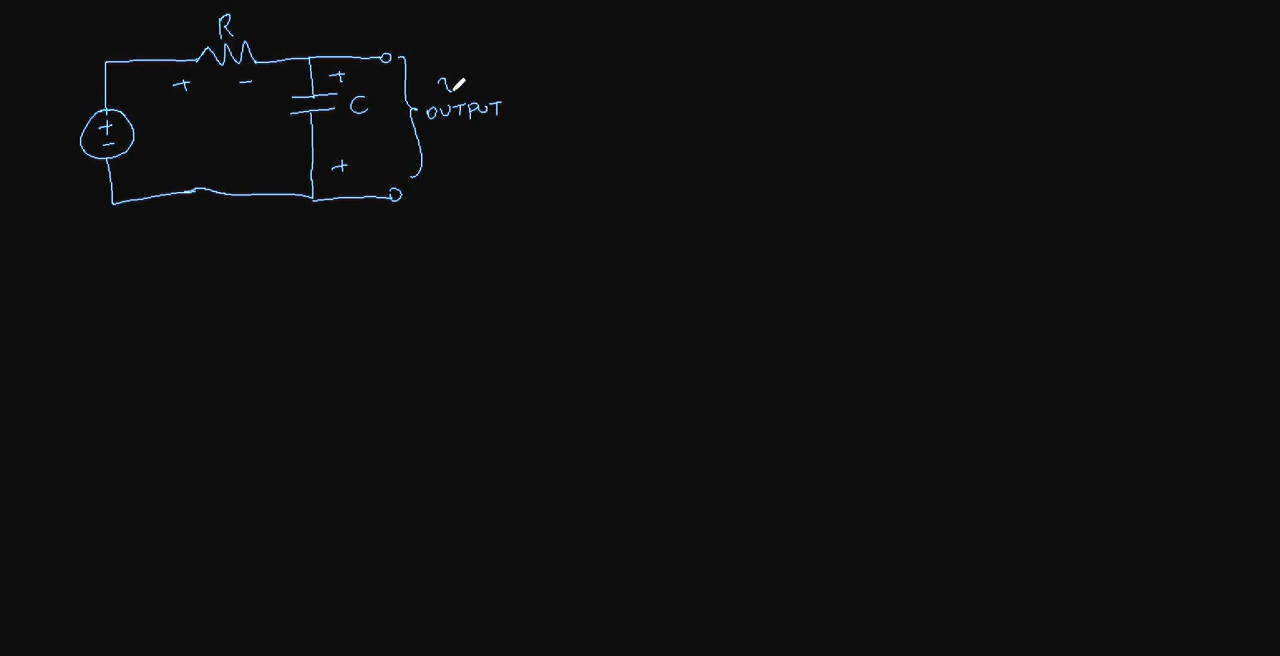 R
+ -
+
C
+
-
+
OUTPUT